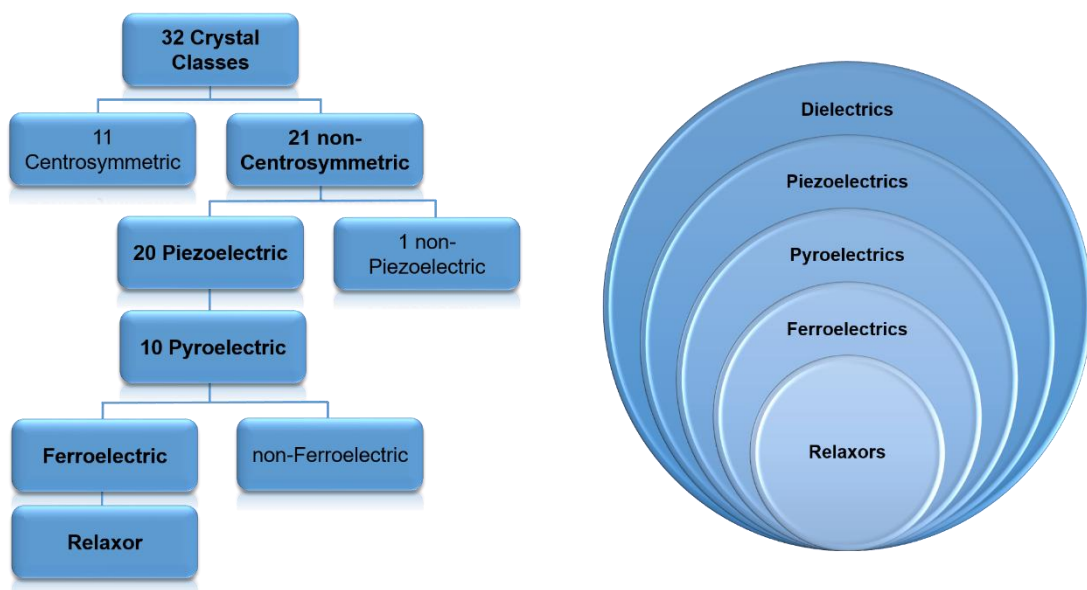 32 Crystal
Classes
11
Centrosymmetric
21 non-
Centrosymmetric
20 Piezoelectric
1 non-
Piezoelectric
10 Pyroelectric
Ferroelectric
non-Ferroelectric
Relaxor
Dielectrics
Piezoelectrics
Pyroelectrics
Ferroelectrics
Relaxors